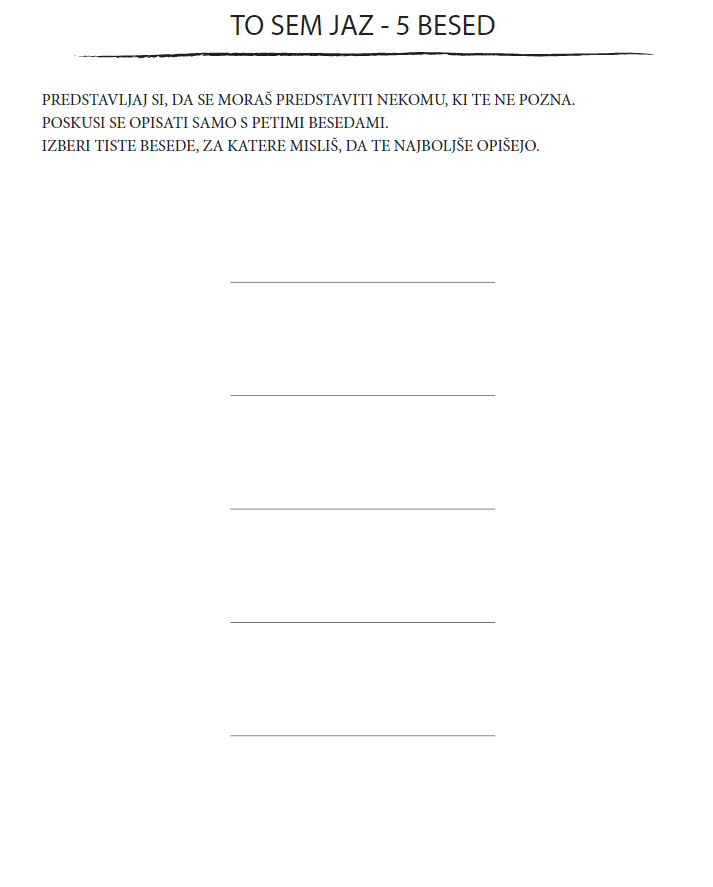 TO SEM JAZ - 5 BESED
PREDSTAVLJAJ SI, DA SE MORAŠ PREDSTAVITI NEKOMU, KI TE NE POZNA.
POSKUSI SE OPISATI SAMO S PETIMI BESEDAMI.
IZBERI TISTE BESEDE, ZA KATERE MISLIŠ, DA TE NAJBOLJŠE OPIŠEJO.